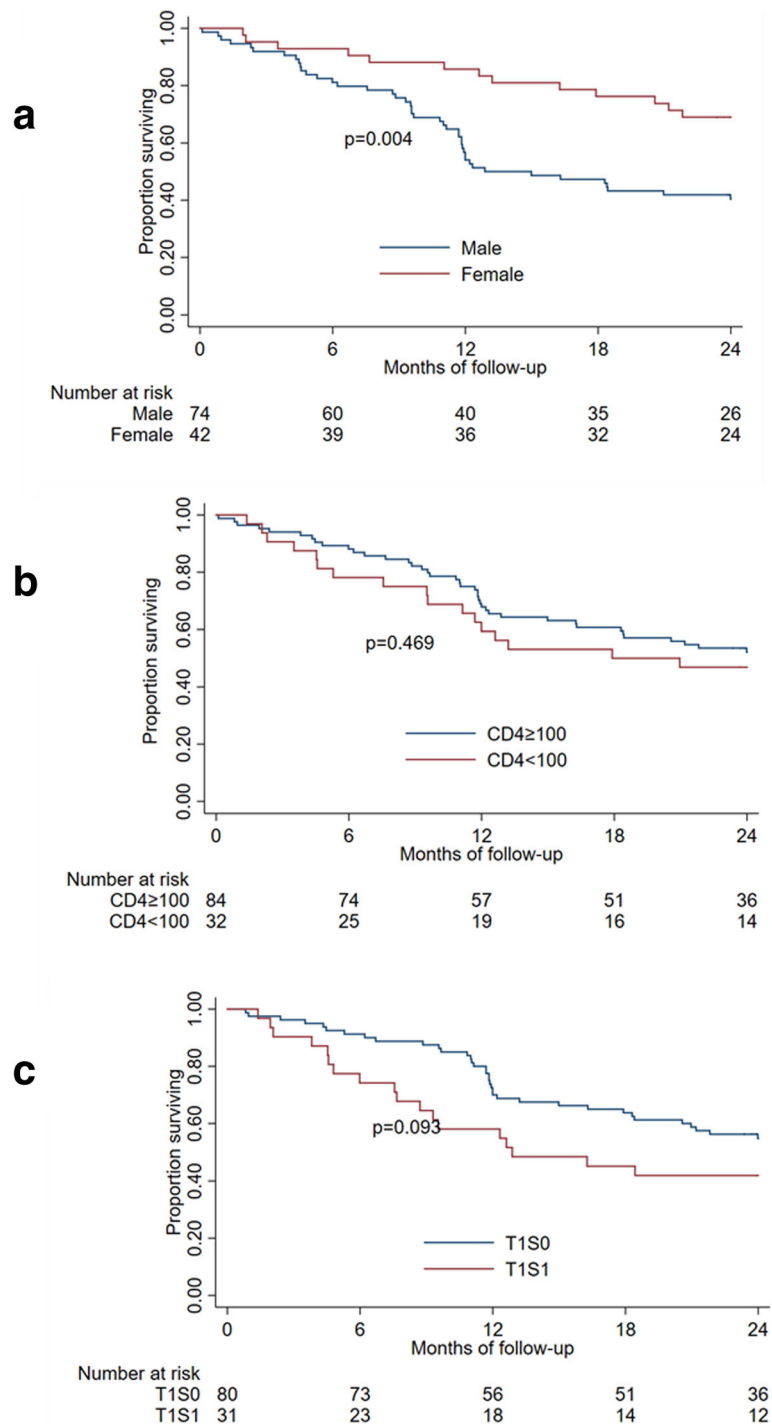 a
Proportion surviving
1.00
0.80
0.60
0.40
0.20
0.00
p=0.004
Male
Female
0 6 12 18 24
Months of follow-up
Number at risk
Male 74 60 40 35 26
Female 42 39 36 32 24
b
Proportion surviving
1.00
0.80
0.60
0.40
0.20
0.00
p=0.469
CD4≥100
CD4<100
0 6 12 18 24
Months of follow-up
Number at risk
CD4≥100 84 74 57 51 36
CD4<100 32 25 19 16 14
c
Proportion surviving
1.00
0.80
0.60
0.40
0.20
0.00
p=0.093
T1S0
T1S1
0 6 12 18 24
Months of follow-up
Number at risk
T1S0 80 73 56 51 36
T1S1 31 23 18 14 12